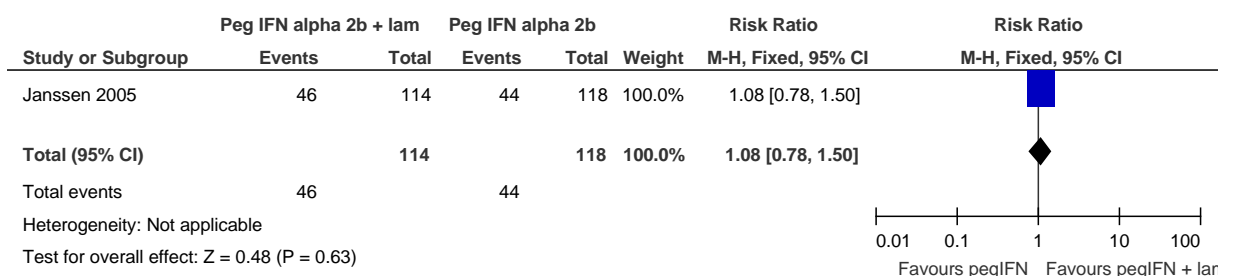 Peg IFN alpha 2b + lam Peg IFN alpha 2b Risk Ratio Risk Ratio
Study or Subgroup Events Total Events Total Weight M-H, Fixed, 95% CI M-H, Fixed, 95% CI
Janssen 2005 46 114 44 118 100.0% 1.08 [0.78, 1.50]
Total (95% CI) 114 118 100.0% 1.08 [0.78, 1.50]
Total events 46 44
Heterogeneity: Not applicable
Test for overall effect: Z = 0.48 (P = 0.63)
0.01 0.1 1 10 100
Favours pegIFN Favours pegIFN + lar